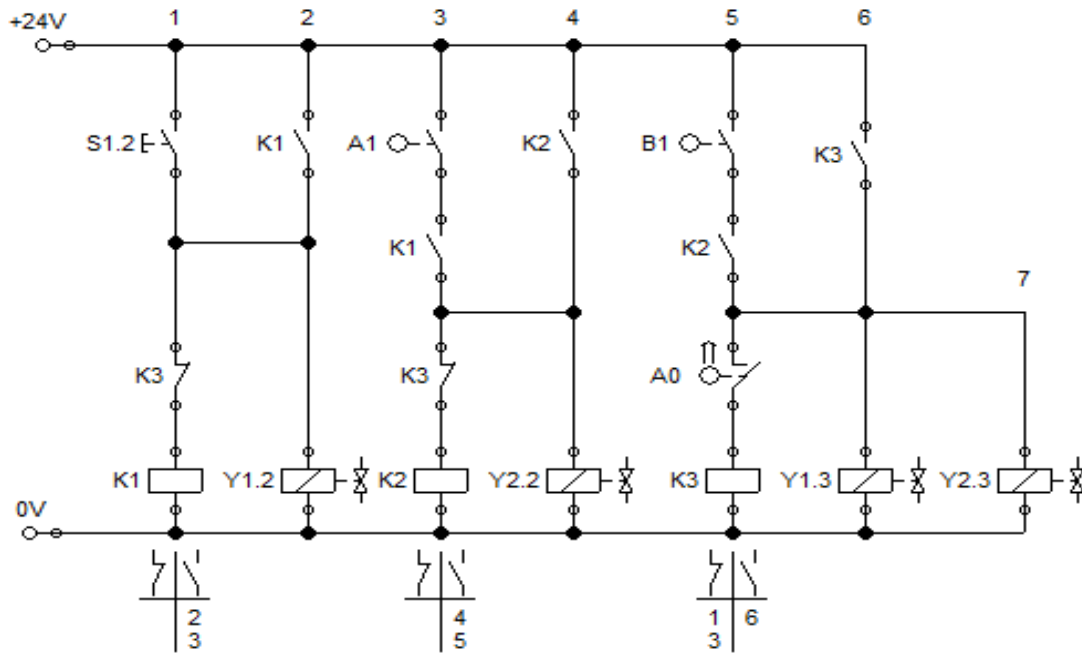 +24V 1 2 3 4 5 6
S1.2 K1 A1 K2 B1 K3
K1 K2
7
K3 K3 A0
K1 Y1.2 K2 Y2.2 K3 Y1.3 Y2.3
0V
2 4 1 6
3 5 3